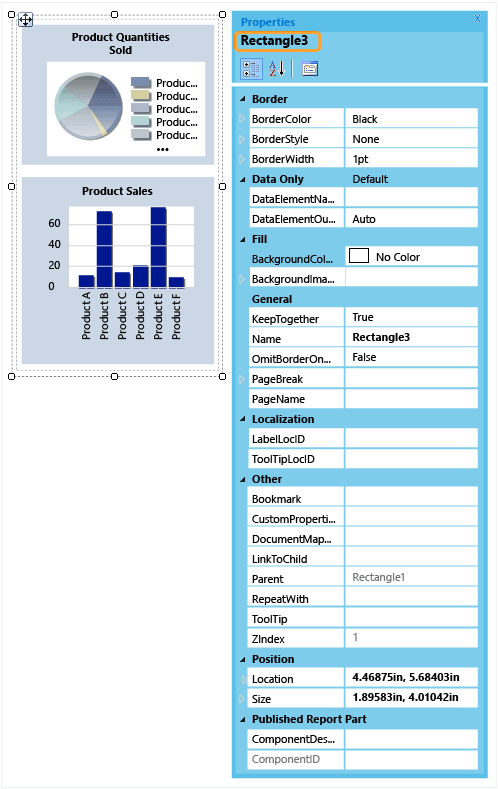 Product Quantities
Sold
Produc...
Produc...
Produc...
Produc...
Produc...
...
Product Sales
60
40
20
0
Product A
Product B
Product C
Product D
Product E
Product F
Properties
x
Rectangle3
A
Z
Border
BorderColor Black
BorderStyle None
BorderWidth 1pt
Data Only Default
DataElementNa...
DataElementOu... Auto
Fill
BackgroundCol... No Color
BackgroundIma...
General
KeepTogether True
Name Rectangle3
OmitBorderOn... False
PageBreak
PageName
Localization
LabelLocID
ToolTipLocID
Other
Bookmark
CustomProperti...
DocumentMap...
LinkToChild
Parent Rectangle1
RepeatWith
ToolTip
ZIndex 1
Position
Location 4.46875in, 5.68403in
Size 1.89583in, 4.01042in
Published Report Part
ComponentDes...
ComponentID